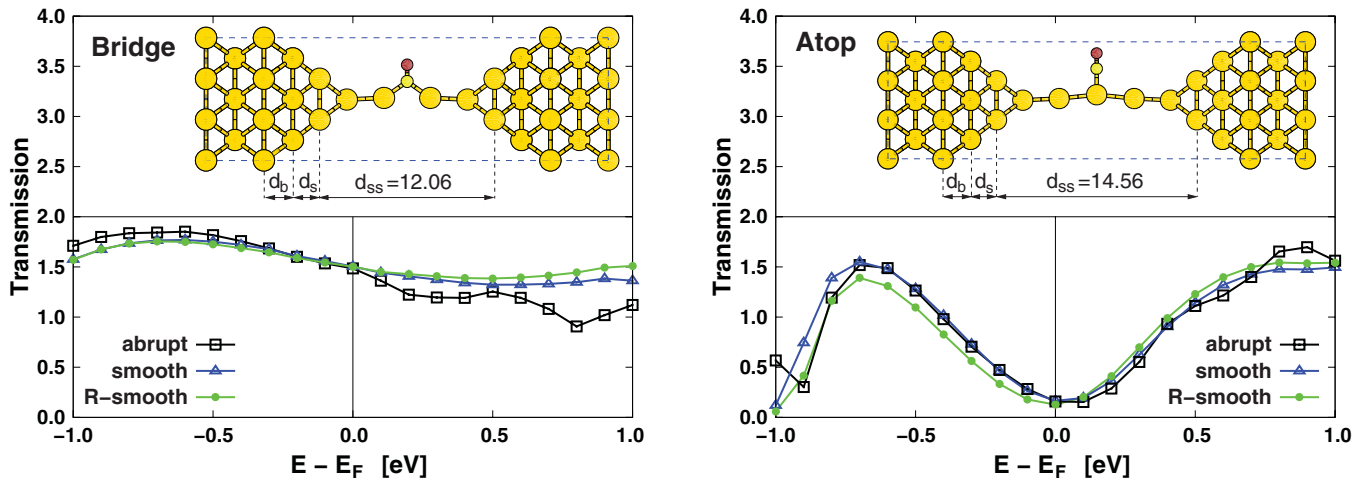 Bridge
4.0
3.5
3.0
2.5
2.0
1.5
1.0
0.5
0.0
Transmission
d_b
d_s
d_ss=12.06
abrupt
smooth
R−smooth
−1.0
−0.5
0.0
0.5
1.0
E − E_F [eV]
Atop
4.0
3.5
3.0
2.5
2.0
1.5
1.0
0.5
0.0
Transmission
d_b
d_s
d_ss=14.56
abrupt
smooth
R−smooth
−1.0
−0.5
0.0
0.5
1.0
E − E_F [eV]